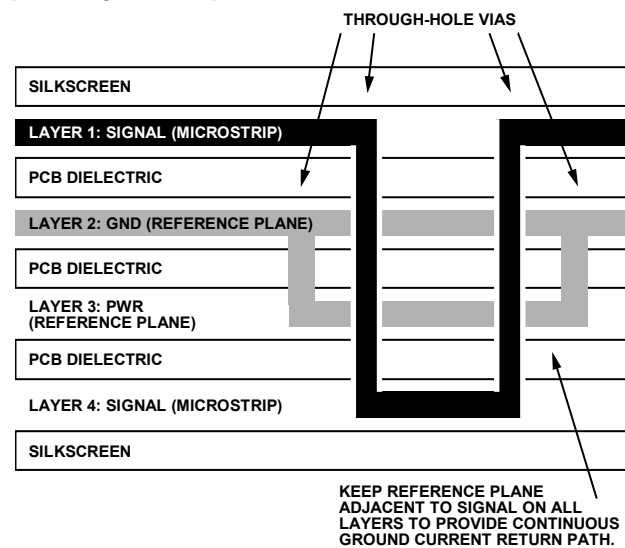 THROUGH-HOLE VIAS
SILKSCREEN
LAYER 1: SIGNAL (MICROSTRIP)
PCB DIELECTRIC
LAYER 2: GND (REFERENCE PLANE)
PCB DIELECTRIC
LAYER 3: PWR
(REFERENCE PLANE)
PCB DIELECTRIC
LAYER 4: SIGNAL (MICROSTRIP)
SILKSCREEN
KEEP REFERENCE PLANE
ADJACENT TO SIGNAL ON ALL
LAYERS TO PROVIDE CONTINUOUS
GROUND CURRENT RETURN PATH.